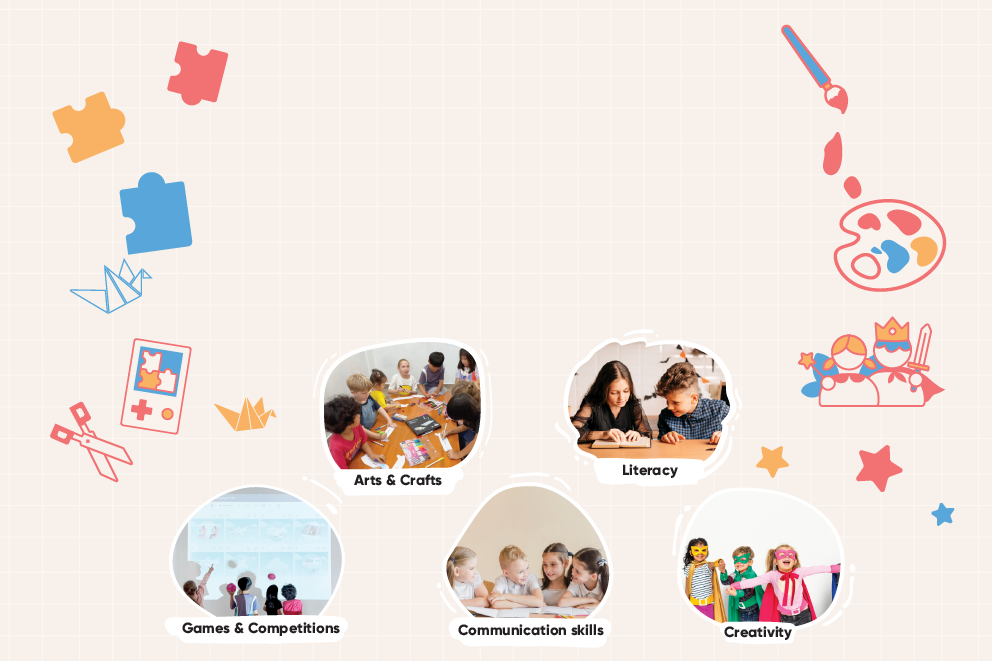 Arts & Crafts
Literacy
Games & Competitions
Communication skills
Creativity